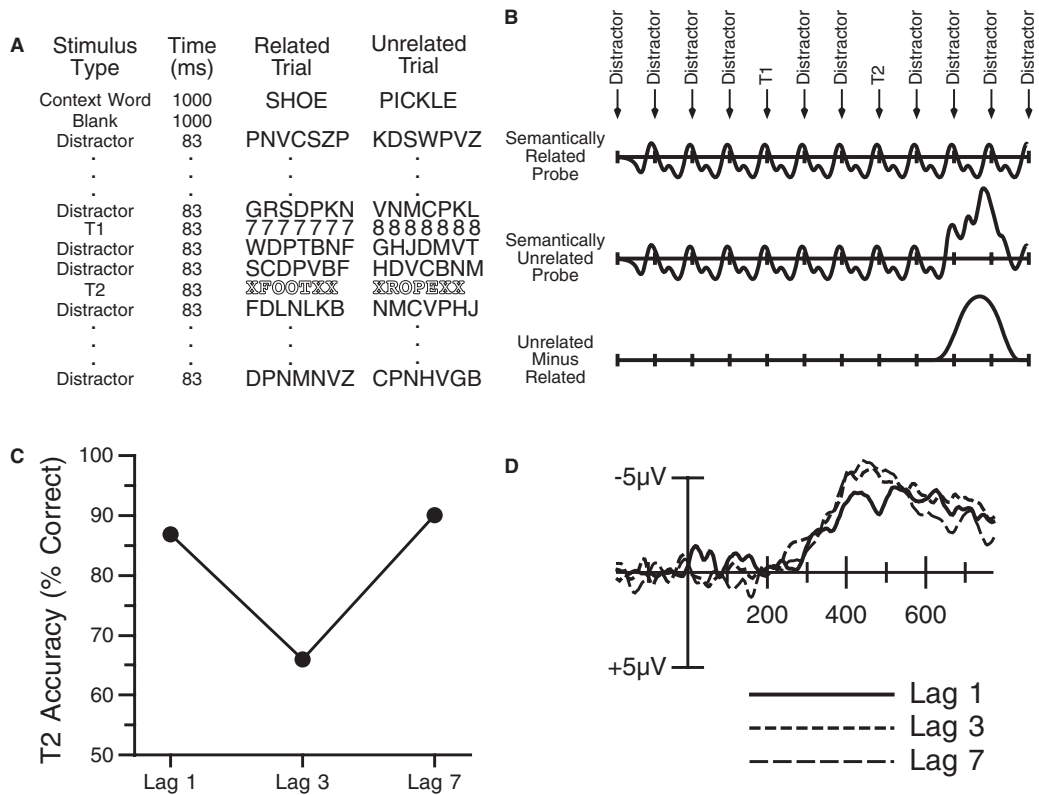 A
Stimulus Type Time (ms) Related Trial Unrelated Trial
Context Word 1000 SHOE PICKLE
Blank 1000
Distractor 83 PNVCSZP KDSWPVZ
. . . .
. . . .
. . . .
Distractor 83 GRSDPKN VNMCPKL
T1 83 7777777 8888888
Distractor 83 WDPTBNF GHJDMVT
Distractor 83 SCDPVBF HDVCBNM
T2 83 XFOOTXX XROPEXX
Distractor 83 FDLNLKB NMCVPHJ
. . . .
. . . .
. . . .
Distractor 83 DPNMNVZ CPNHVGB
B
Distractor
Distractor
Distractor
Distractor
T1
Distractor
Distractor
T2
Distractor
Distractor
Distractor
Distractor
Semantically
Related
Probe
Semantically
Unrelated
Probe
Unrelated
Minus
Related
C
T2 Accuracy (% Correct)
100
90
80
70
60
50
Lag 1 Lag 3 Lag 7
D
-5µV
200 400 600
+5µV
Lag 1
Lag 3
Lag 7